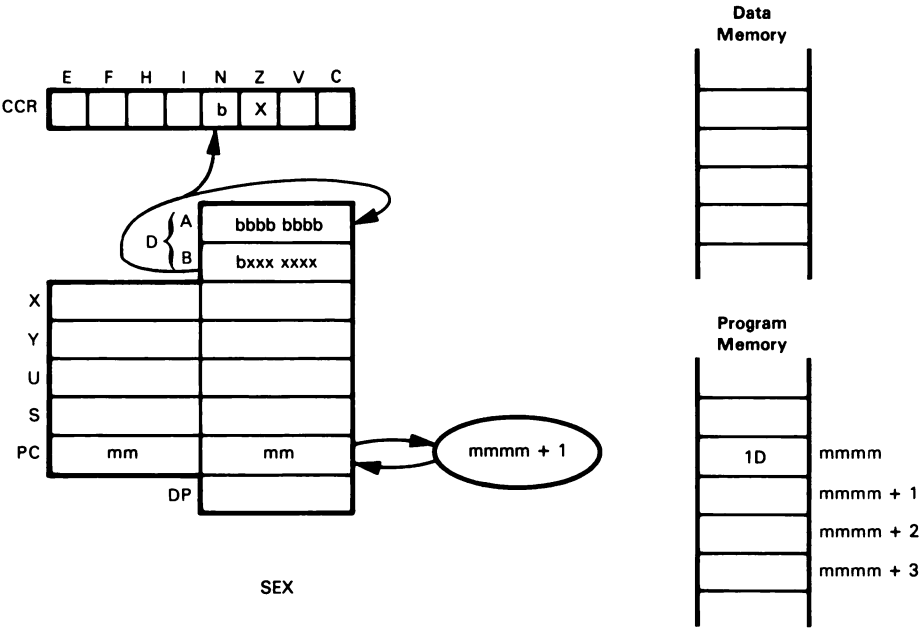 Data
Memory
E F H I N Z V C
CCR b X
D { A bbbb bbbb
B bxxx xxxx
X
Y
U
S
PC mm mm mmmm + 1
DP
SEX
Program
Memory
1D mmmm
mmmm + 1
mmmm + 2
mmmm + 3